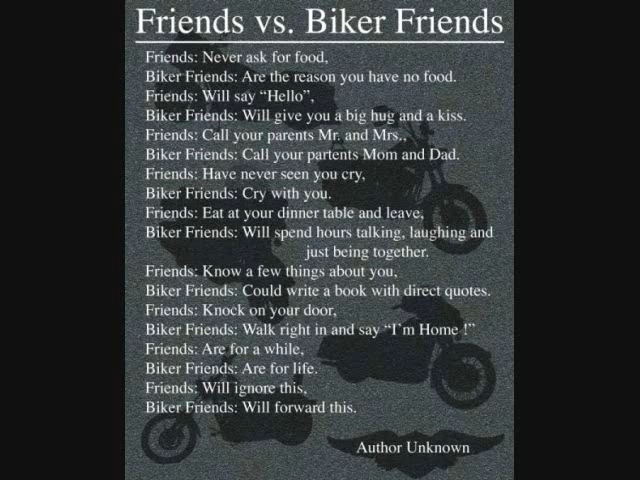 Friends vs. Biker Friends
Friends: Never ask for food,
Biker Friends: Are the reason you have no food.
Friends: Will say “Hello”,
Biker Friends: Will give you a big hug and a kiss.
Friends: Call your parents Mr. and Mrs..
Biker Friends: Call your partents Mom and Dad.
Friends: Have never seen you cry,
Biker Friends: Cry with you.
Friends: Eat at your dinner table and leave,
Biker Friends: Will spend hours talking, laughing and
just being together.
Friends: Know a few things about you,
Biker Friends: Could write a book with direct quotes.
Friends: Knock on your door,
Biker Friends: Walk right in and say “I’m Home !”
Friends: Are for a while,
Biker Friends: Are for life.
Friends: Will ignore this,
Biker Friends: Will forward this.
Author Unknown